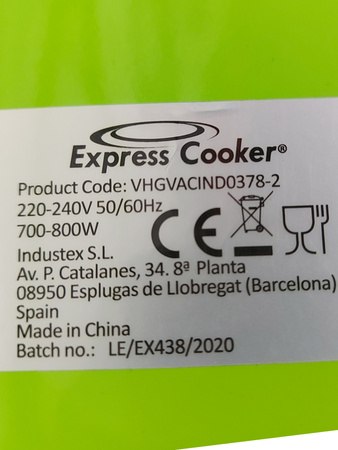 Express Cooker®
Product Code: VHGVACIND0378-2
220-240V 50/60Hz
700-800W
Industex S.L.
Av. P. Catalanes, 34. 8ª Planta
08950 Esplugas de Llobregat (Barcelona)
Spain
Made in China
Batch no.: LE/EX438/2020
CE